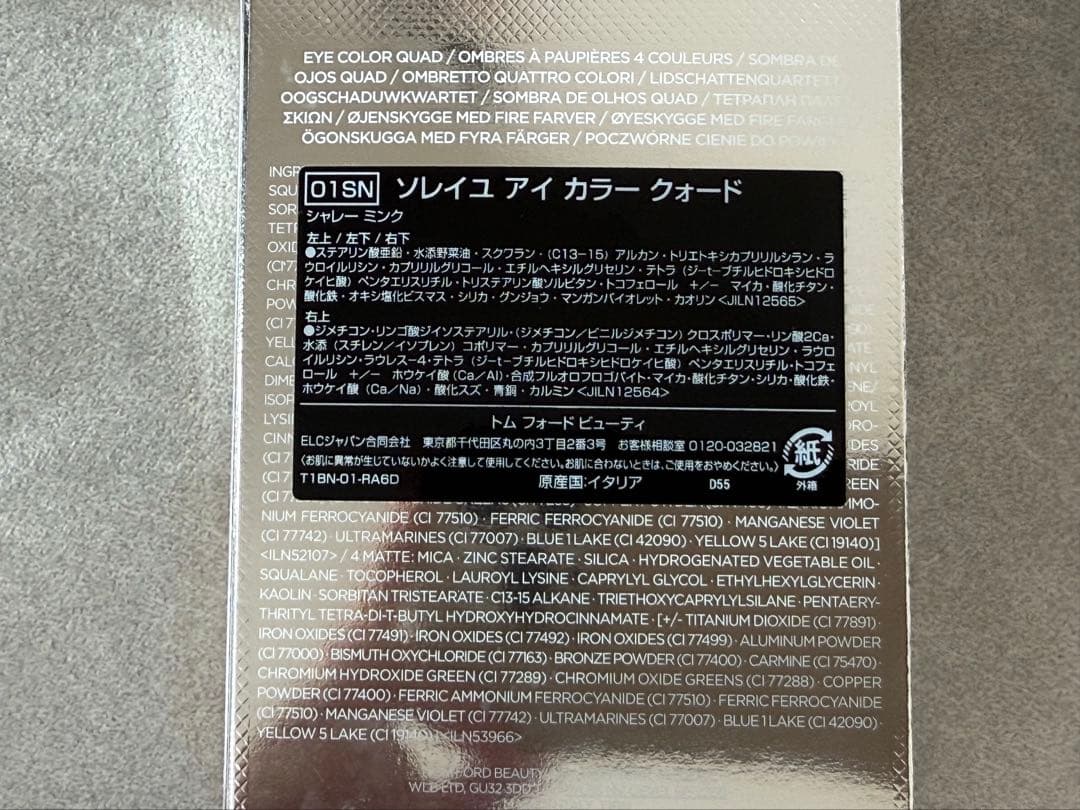 EYE COLOR QUAD / OMBRES À PAUPIÈRES 4 COULEURS / SOMBRA DE
OJOS QUAD / OMBRETTO QUATTRO COLORI / LIDSCHATTENQUARTETT
OOGSCHADUWKWARTET / SOMBRA DE OLHOS QUAD / ΤΕΤΡΑΠΛΗ
ΣΚΙΩΝ / ØJENSKYGGE MED FIRE FARVER / ØYESKYGGE MED FIRE
ÖGONSKUGGA MED FYRA FÄRGER / POCZWÓRNE CIENIE DO POWIEK
01SN ソレイユ アイ カラー クォード
シャレー ミンク
左上 / 左下 / 右下
●ステアリン酸亜鉛・水添野菜油・スクワラン・(C13-15) アルカン・トリエトキシカプリリルシラン・ラ
ウロイルリシン・カプリリルグリコール・エチルヘキシルグリセリン・テトラ (ジ-t-ブチルヒドロキシヒドロ
ケイヒ酸) ペンタエリスリチル・トリステアリン酸ソルビタン・トコフェロール +/- マイカ・酸化チタン・
酸化鉄・オキシ塩化ビスマス・シリカ・グンジョウ・マンガンバイオレット・カオリン<JILN12565>
右上
●ジメチコン・リンゴ酸ジイソステアリル・(ジメチコン/ビニルジメチコン) クロスポリマー・リン酸2Ca・
水添 (スチレン/イソプレン) コポリマー・カプリリルグリコール・エチルヘキシルグリセリン・ラウロ
イルリシン・ラウレス-4・テトラ (ジ-t-ブチルヒドロキシヒドロケイヒ酸) ペンタエリスリチル・トコフェ
ロール +/- ホウケイ酸 (Ca/Al)・合成フルオロフロゴパイト・マイカ・酸化チタン・シリカ・酸化鉄・
ホウケイ酸 (Ca/Na)・酸化スズ・青銅・カルミン<JILN12564>
トム フォード ビューティ
ELCジャパン合同会社 東京都千代田区丸の内3丁目2番3号 お客様相談室 0120-032821
〈お肌に異常が生じていないかよく注意して使用してください。お肌に合わないときは、ご使用をおやめください。〉
T1BN-01-RA6D 原産国:イタリア D55
紙
外箱
NIUM FERROCYANIDE (CI 77510) · FERRIC FERROCYANIDE (CI 77510) · MANGANESE VIOLET
(CI 77742) · ULTRAMARINES (CI 77007) · BLUE 1 LAKE (CI 42090) · YELLOW 5 LAKE (CI 19140)]
<ILN52107> / 4 MATTE: MICA · ZINC STEARATE · SILICA · HYDROGENATED VEGETABLE OIL ·
SQUALANE · TOCOPHEROL · LAUROYL LYSINE · CAPRYLYL GLYCOL · ETHYLHEXYLGLYCERIN ·
KAOLIN · SORBITAN TRISTEARATE · C13-15 ALKANE · TRIETHOXYCAPRYLYLSILANE · PENTAERY-
THRITYL TETRA-DI-T-BUTYL HYDROXYHYDROCINNAMATE · [+/- TITANIUM DIOXIDE (CI 77891) ·
IRON OXIDES (CI 77491) · IRON OXIDES (CI 77492) · IRON OXIDES (CI 77499) · ALUMINUM POWDER
(CI 77000) · BISMUTH OXYCHLORIDE (CI 77163) · BRONZE POWDER (CI 77400) · CARMINE (CI 75470) ·
CHROMIUM HYDROXIDE GREEN (CI 77289) · CHROMIUM OXIDE GREENS (CI 77288) · COPPER
POWDER (CI 77400) · FERRIC AMMONIUM FERROCYANIDE (CI 77510) · FERRIC FERROCYANIDE
(CI 77510) · MANGANESE VIOLET (CI 77742) · ULTRAMARINES (CI 77007) · BLUE 1 LAKE (CI 42090) ·
YELLOW 5 LAKE (CI 19140)] <ILN53966>
FORD BEAUTY
GU32 3DD